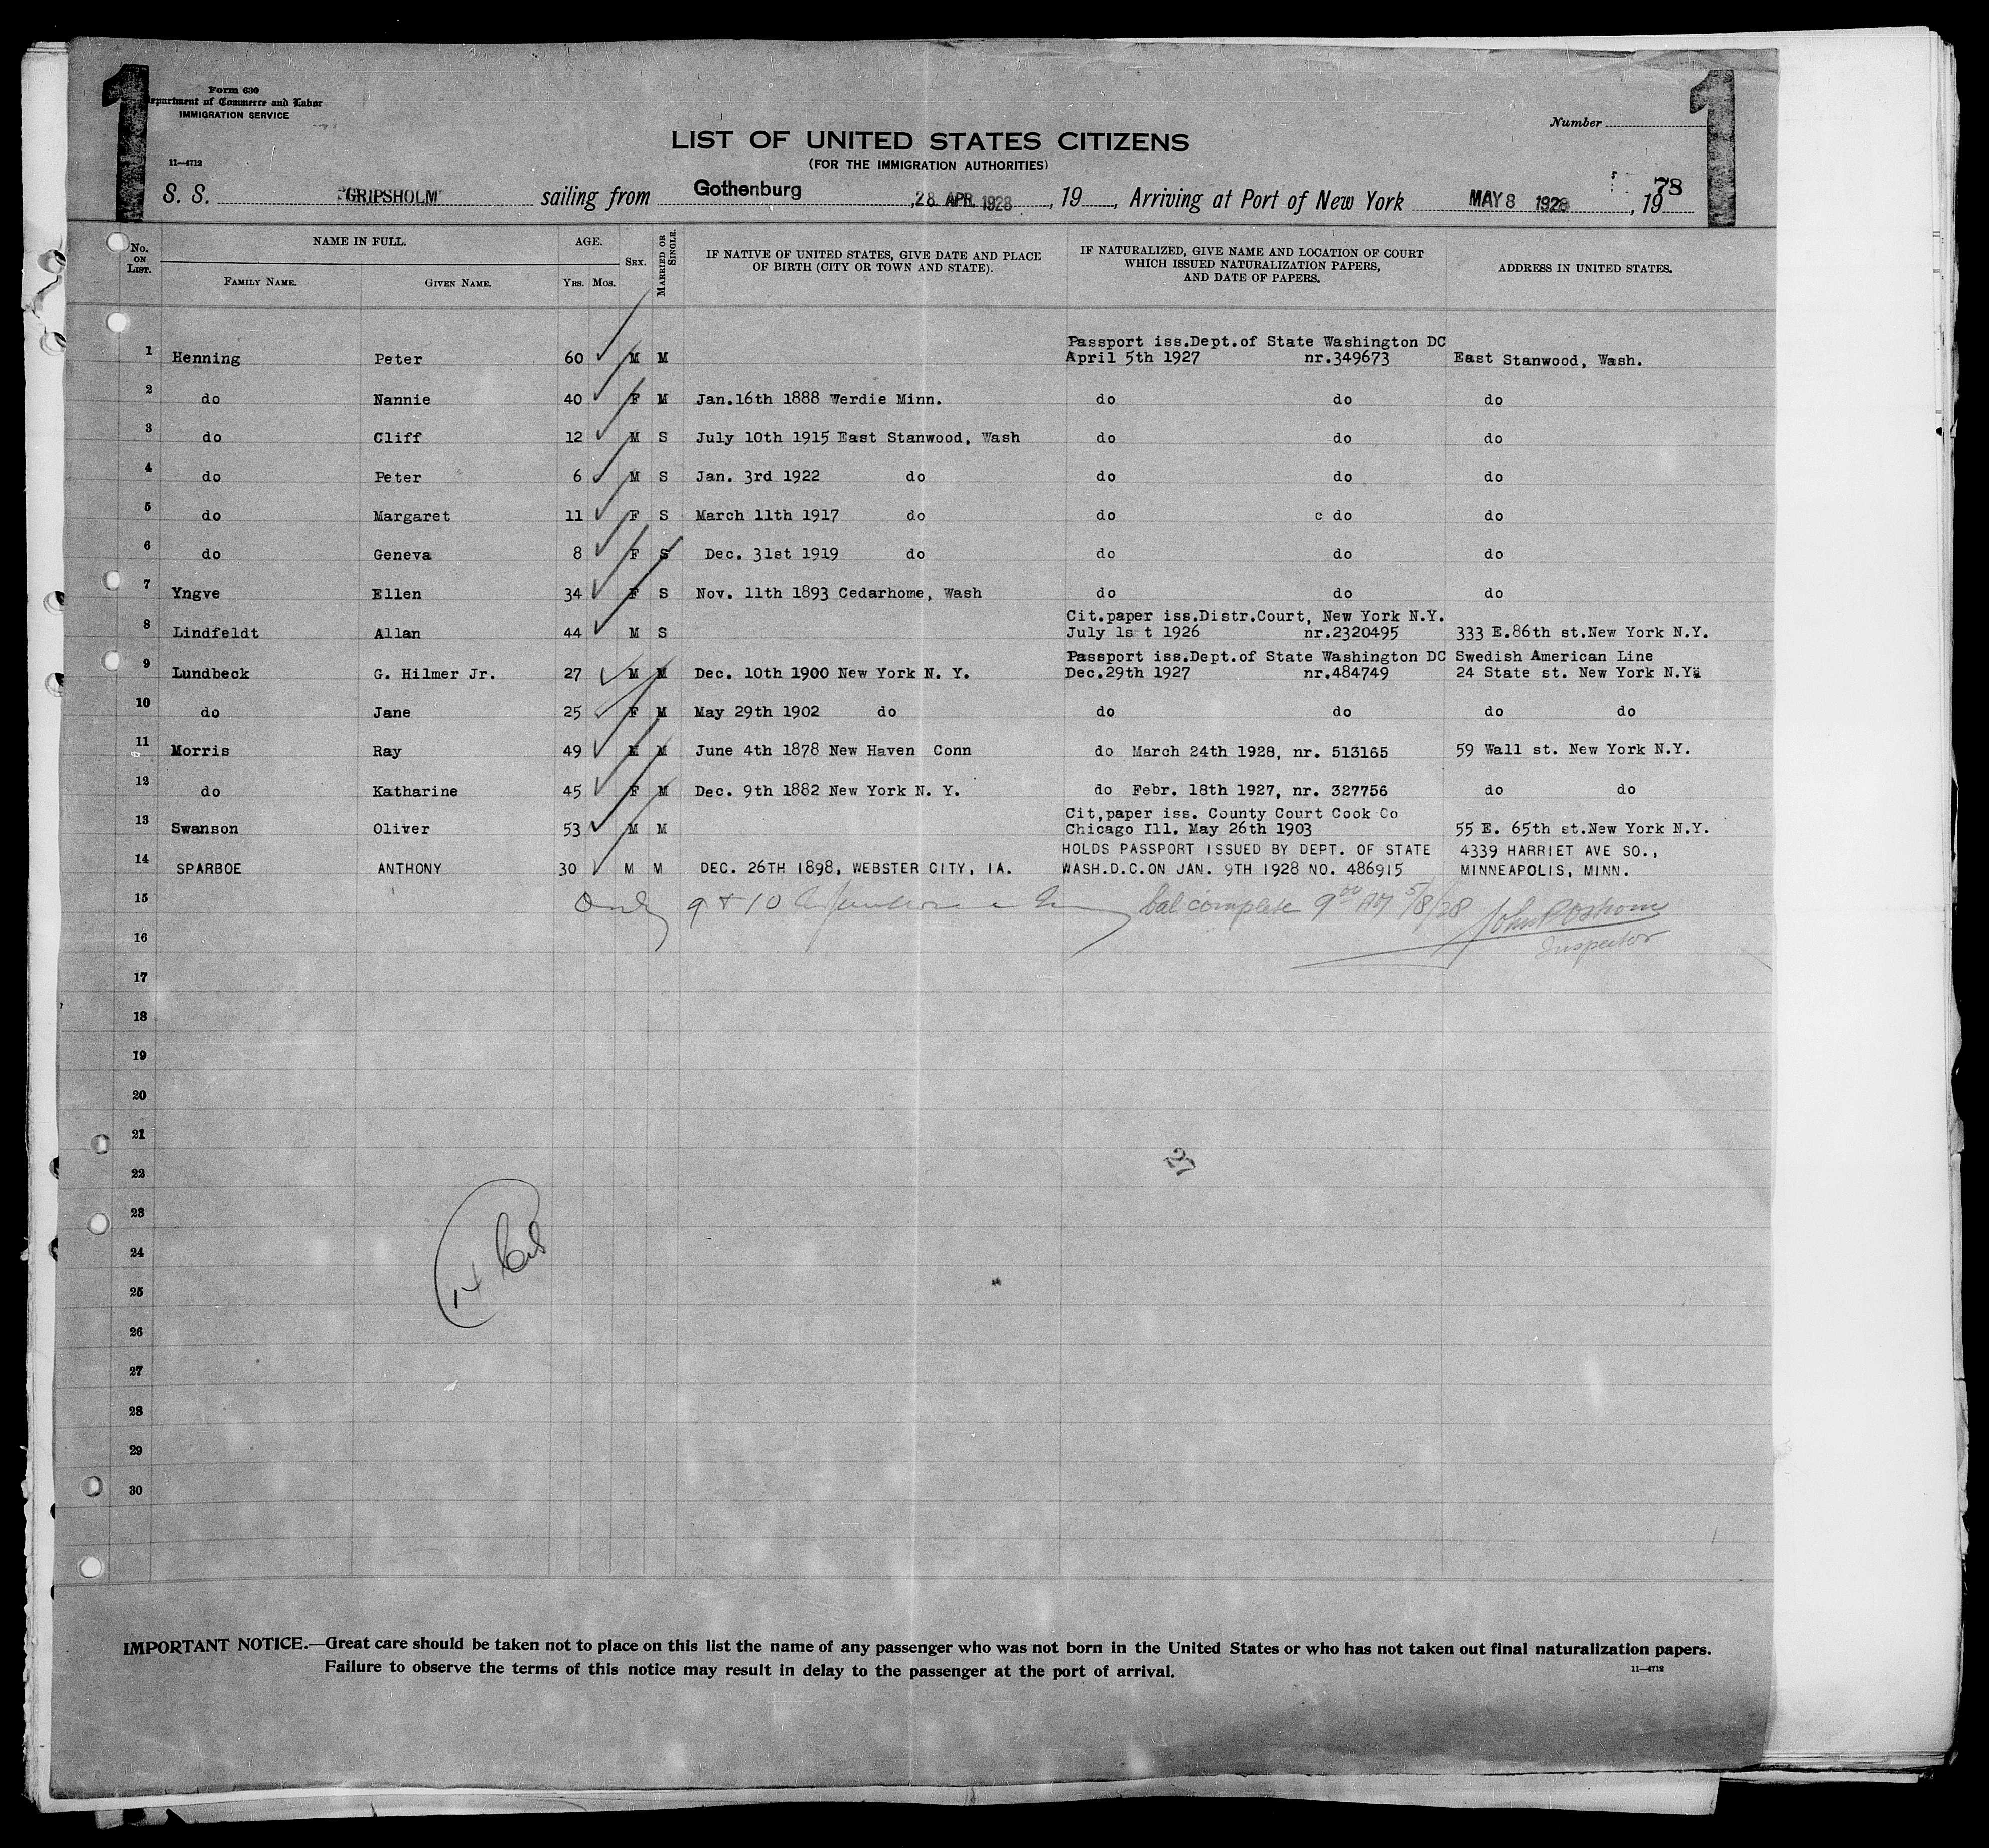 1 1
Form 630
Department of Commerce and Labor
IMMIGRATION SERVICE
11—4712
Number
LIST OF UNITED STATES CITIZENS
(FOR THE IMMIGRATION AUTHORITIES)
S. S. "GRIPSHOLM" sailing from Gothenburg, 28 APR. 1928, 19, Arriving at Port of New York MAY 8 1928, 19 78
No. ON LIST. NAME IN FULL. FAMILY NAME. GIVEN NAME. AGE. YRS. MOS. SEX. MARRIED OR SINGLE. IF NATIVE OF UNITED STATES, GIVE DATE AND PLACE OF BIRTH (CITY OR TOWN AND STATE). IF NATURALIZED, GIVE NAME AND LOCATION OF COURT WHICH ISSUED NATURALIZATION PAPERS, AND DATE OF PAPERS. ADDRESS IN UNITED STATES.
Passport iss.Dept.of State Washington DC
1 Henning Peter 60 M M April 5th 1927 nr.349673 East Stanwood, Wash.
2 do Nannie 40 F M Jan.16th 1888 Werdie Minn. do do do
3 do Cliff 12 M S July 10th 1915 East Stanwood, Wash do do do
4 do Peter 6 M S Jan. 3rd 1922 do do do do
5 do Margaret 11 F S March 11th 1917 do do c do do
6 do Geneva 8 F S Dec. 31st 1919 do do do do
7 Yngve Ellen 34 F S Nov. 11th 1893 Cedarhome, Wash do do do
Cit.paper iss.Distr.Court, New York N.Y.
8 Lindfeldt Allan 44 M S July 1s t 1926 nr.2320495 333 E.86th st.New York N.Y.
Passport iss.Dept.of State Washington DC Swedish American Line
9 Lundbeck G. Hilmer Jr. 27 M M Dec. 10th 1900 New York N. Y. Dec.29th 1927 nr.484749 24 State st. New York N.Y.
10 do Jane 25 F M May 29th 1902 do do do do do
11 Morris Ray 49 M M June 4th 1878 New Haven Conn do March 24th 1928, nr. 513165 59 Wall st. New York N.Y.
12 do Katharine 45 F M Dec. 9th 1882 New York N. Y. do Febr. 18th 1927, nr. 327756 do do
Cit,paper iss. County Court Cook Co
13 Swanson Oliver 53 M M Chicago Ill. May 26th 1903 55 E. 65th st.New York N.Y.
HOLDS PASSPORT ISSUED BY DEPT. OF STATE 4339 HARRIET AVE SO.,
14 SPARBOE ANTHONY 30 M M DEC. 26TH 1898, WEBSTER CITY, IA. WASH.D.C.ON JAN. 9TH 1928 NO. 486915 MINNEAPOLIS, MINN.
15 Only 9 + 10 bal complete 9 00 AM 5/8/28
16 Inspector
17
18
19
20
21
22
27
23
24
25
14
26
27
28
29
30
IMPORTANT NOTICE.—Great care should be taken not to place on this list the name of any passenger who was not born in the United States or who has not taken out final naturalization papers.
Failure to observe the terms of this notice may result in delay to the passenger at the port of arrival.
11—4712